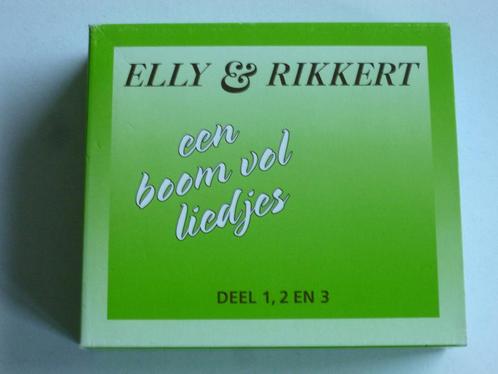 ELLY & RIKKERT
een
boom vol
liedjes
DEEL 1, 2 EN 3